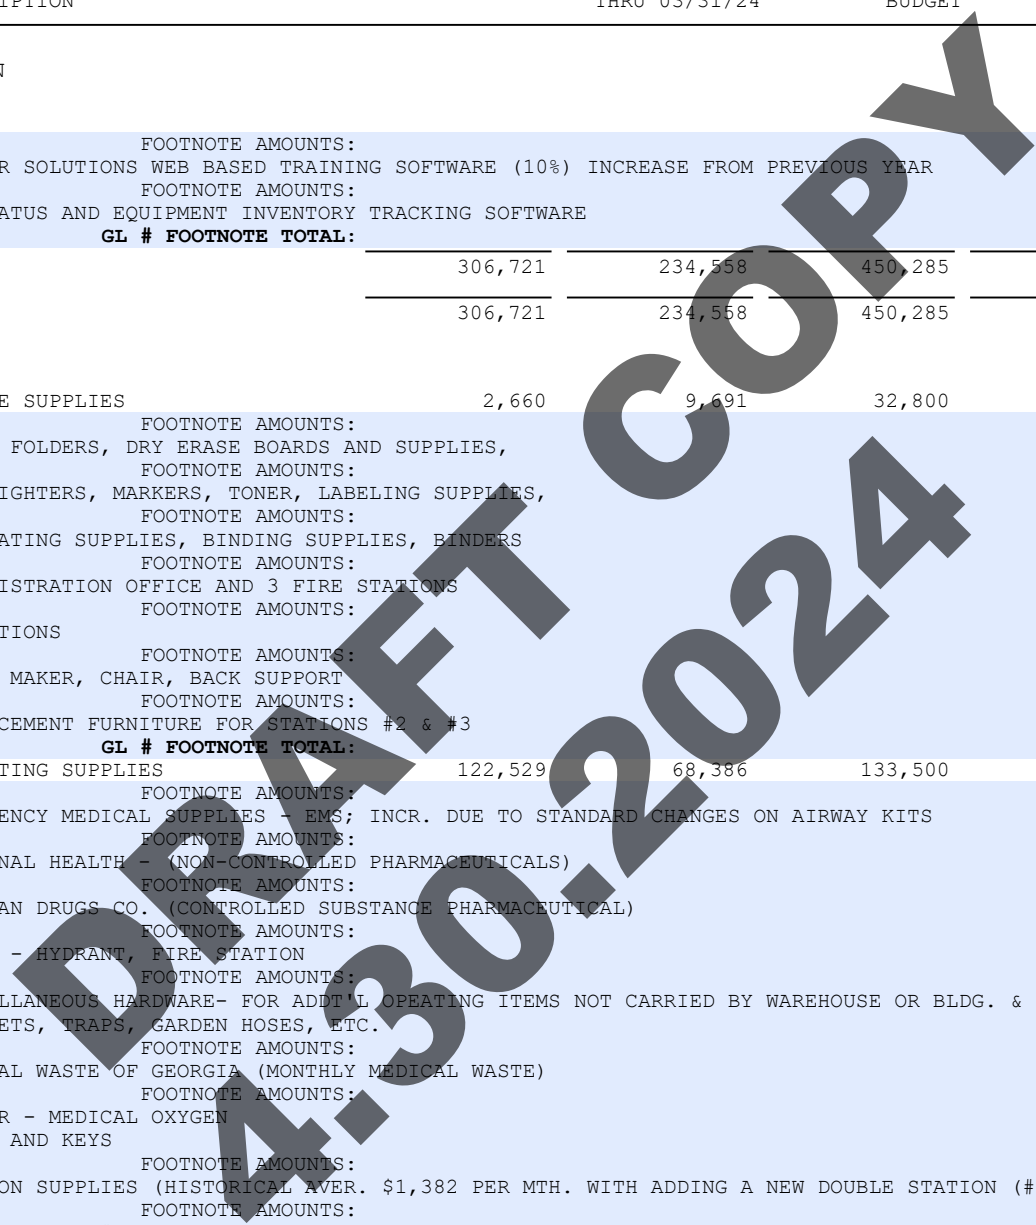 IPTION THRU 03/31/24 BUDGET
N
FOOTNOTE AMOUNTS:
R SOLUTIONS WEB BASED TRAINING SOFTWARE (10%) INCREASE FROM PREVIOUS YEAR
FOOTNOTE AMOUNTS:
ATUS AND EQUIPMENT INVENTORY TRACKING SOFTWARE
GL # FOOTNOTE TOTAL:
306,721 234,558 450,285
306,721 234,558 450,285
E SUPPLIES 2,660 9,691 32,800
FOOTNOTE AMOUNTS:
FOLDERS, DRY ERASE BOARDS AND SUPPLIES,
FOOTNOTE AMOUNTS:
IGHTERS, MARKERS, TONER, LABELING SUPPLIES,
FOOTNOTE AMOUNTS:
ATING SUPPLIES, BINDING SUPPLIES, BINDERS
FOOTNOTE AMOUNTS:
ISTRATION OFFICE AND 3 FIRE STATIONS
FOOTNOTE AMOUNTS:
TIONS
FOOTNOTE AMOUNTS:
MAKER, CHAIR, BACK SUPPORT
FOOTNOTE AMOUNTS:
CEMENT FURNITURE FOR STATIONS #2 & #3
GL # FOOTNOTE TOTAL:
TING SUPPLIES 122,529 68,386 133,500
FOOTNOTE AMOUNTS:
ENCY MEDICAL SUPPLIES - EMS; INCR. DUE TO STANDARD CHANGES ON AIRWAY KITS
FOOTNOTE AMOUNTS:
NAL HEALTH - (NON-CONTROLLED PHARMACEUTICALS)
FOOTNOTE AMOUNTS:
AN DRUGS CO. (CONTROLLED SUBSTANCE PHARMACEUTICAL)
FOOTNOTE AMOUNTS:
- HYDRANT, FIRE STATION
FOOTNOTE AMOUNTS:
LLANEOUS HARDWARE- FOR ADDT'L OPEATING ITEMS NOT CARRIED BY WAREHOUSE OR BLDG. &
ETS, TRAPS, GARDEN HOSES, ETC.
FOOTNOTE AMOUNTS:
AL WASTE OF GEORGIA (MONTHLY MEDICAL WASTE)
FOOTNOTE AMOUNTS:
R - MEDICAL OXYGEN
AND KEYS
FOOTNOTE AMOUNTS:
ON SUPPLIES (HISTORICAL AVER. $1,382 PER MTH. WITH ADDING A NEW DOUBLE STATION (#
FOOTNOTE AMOUNTS:
DRAFT COPY
4.30.2024